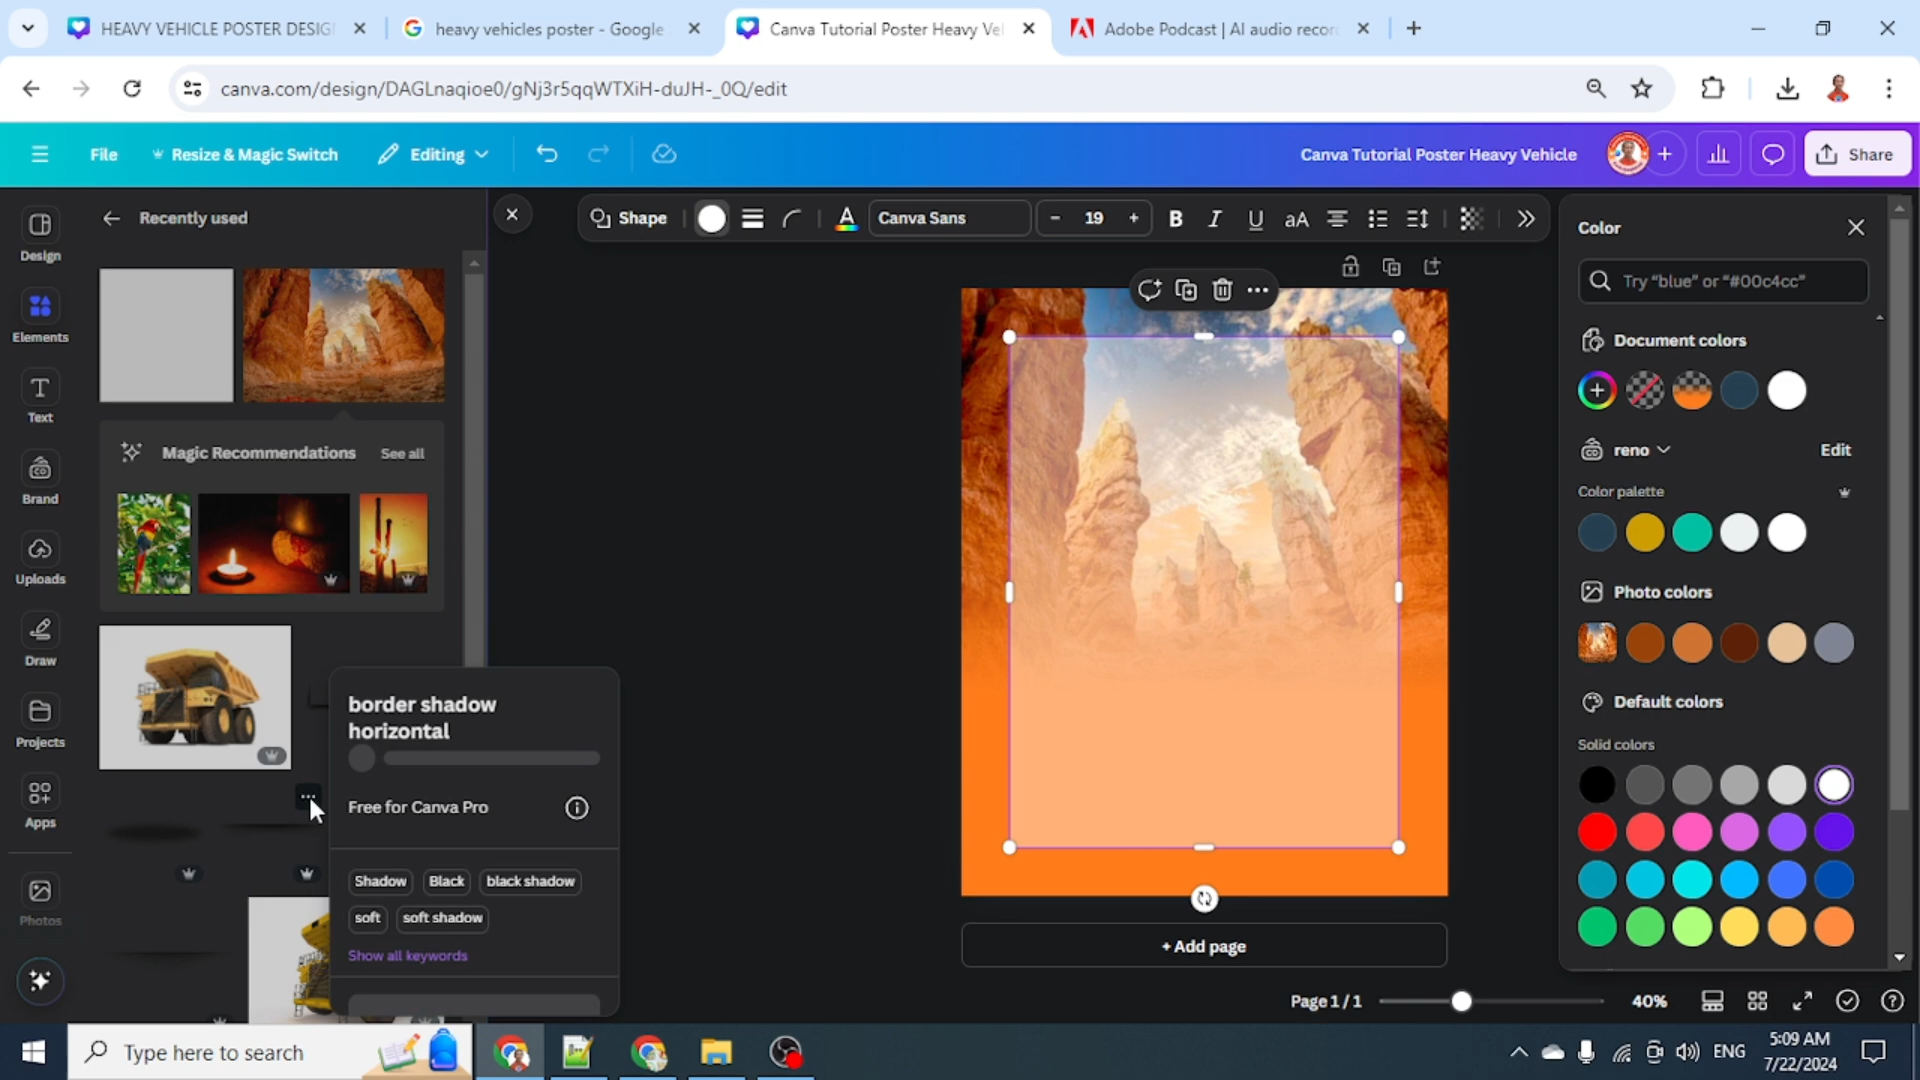 HEAVY VEHICLE POSTER DESIG
heavy vehicles poster - Google
Canva Tutorial Poster Heavy Vel
Adobe Podcast | AI audio recor
canva.com/design/DAGLnaqioe0/gNj3r5qqWTXiH-duJH-_0Q/edit
File
Resize & Magic Switch
Editing
Canva Tutorial Poster Heavy Vehicle
Share
Design
Elements
Text
Brand
Uploads
Draw
Projects
Apps
Photos
Recently used
Magic Recommendations
See all
border shadow
horizontal
Free for Canva Pro
Shadow
Black
black shadow
soft
soft shadow
Show all keywords
Shape
Canva Sans
- 19 +
B I U aA
+ Add page
Page 1 / 1
40%
Color
Try "blue" or "#00c4cc"
Document colors
reno
Edit
Color palette
Photo colors
Default colors
Solid colors
Type here to search
ENG
5:09 AM
7/22/2024